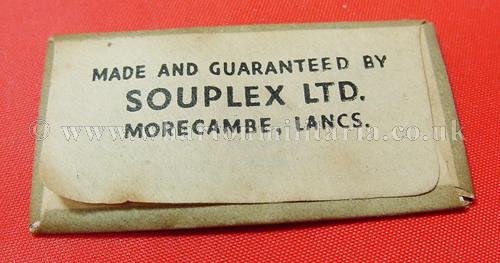 MADE AND GUARANTEED BY
SOUPLEX LTD.
MORECAMBE, LANCS.